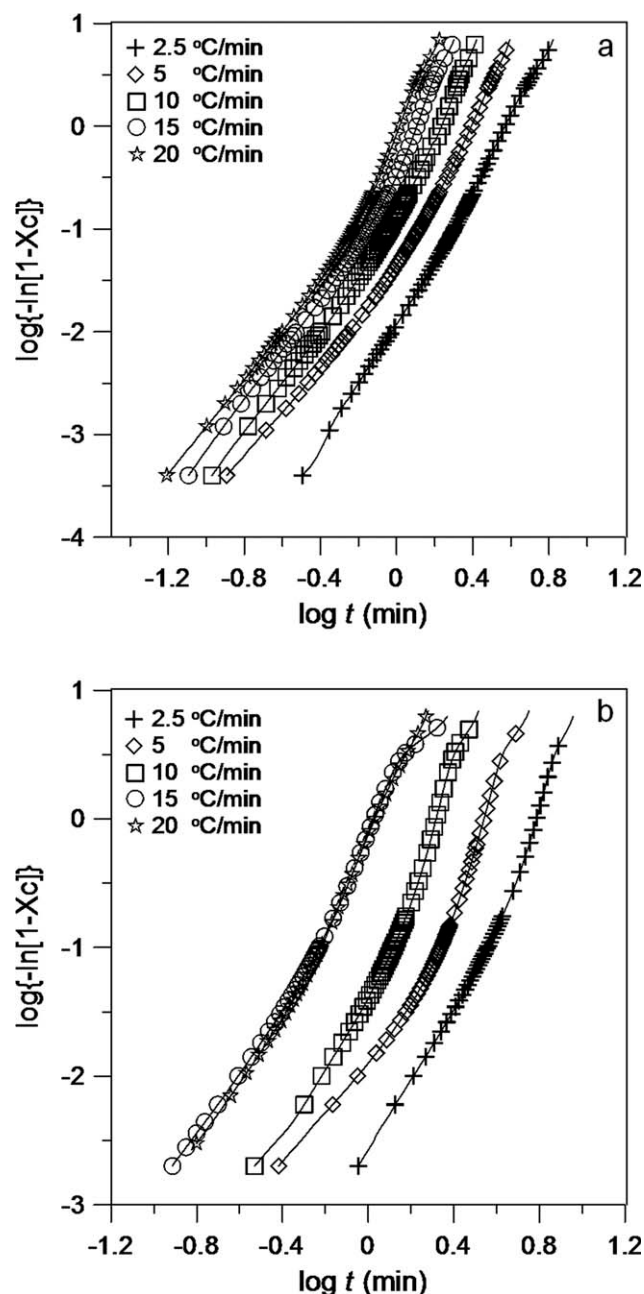 a
2.5 °C/min
5 °C/min
10 °C/min
15 °C/min
20 °C/min
1
0
-1
-2
-3
-4
log{-ln[1-Xc]}
-1.2 -0.8 -0.4 0 0.4 0.8 1.2
log t (min)
b
2.5 °C/min
5 °C/min
10 °C/min
15 °C/min
20 °C/min
1
0
-1
-2
-3
log{-ln[1-Xc]}
-1.2 -0.8 -0.4 0 0.4 0.8 1.2
log t (min)